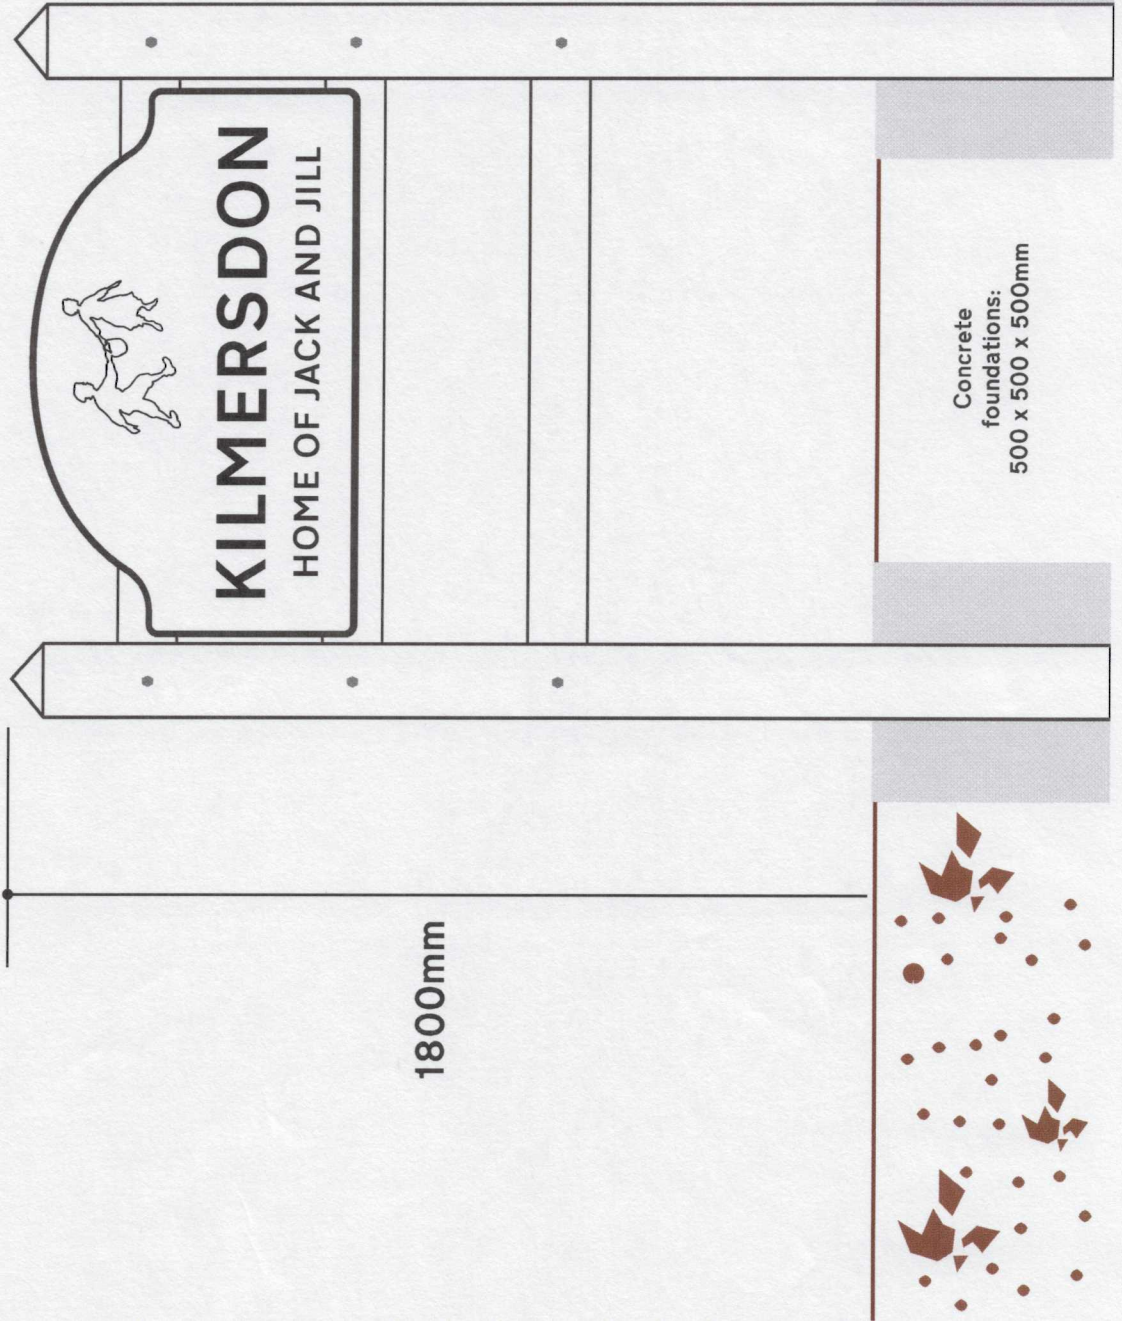 KILMERSDON
HOME OF JACK AND JILL
1800mm
Concrete
foundations:
500 x 500 x 500mm